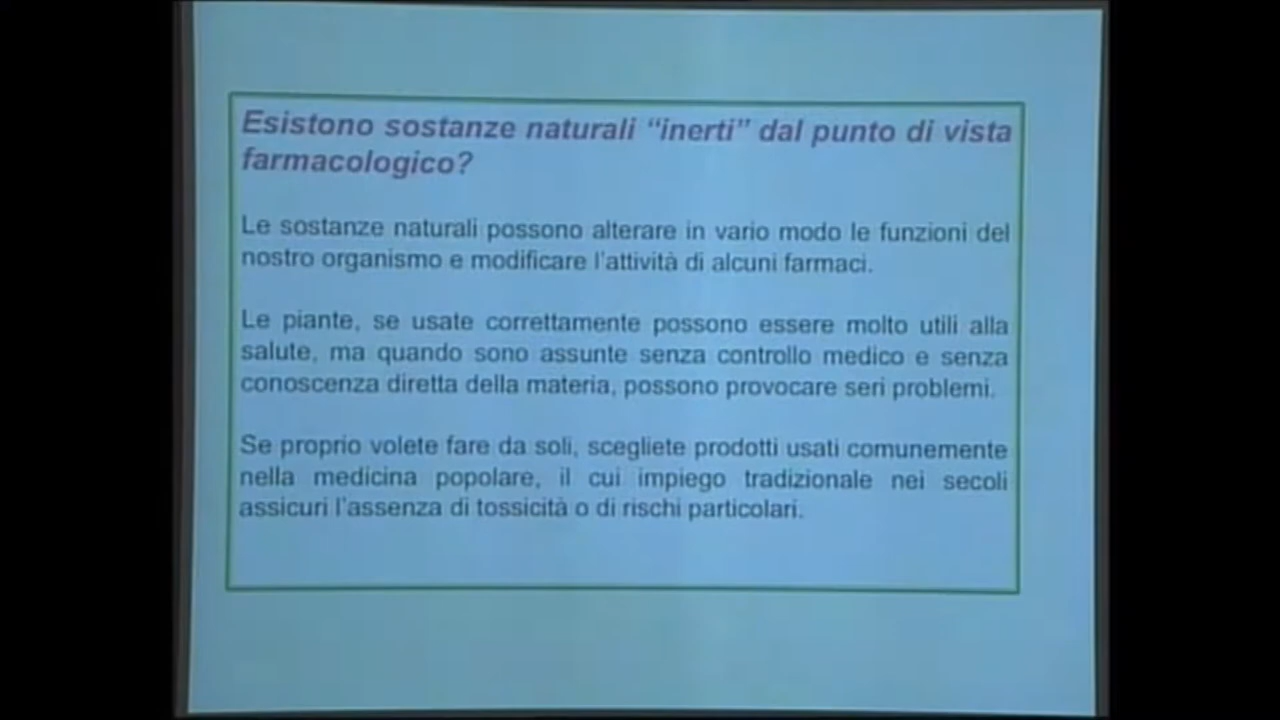 Esistono sostanze naturali “inerti” dal punto di vista
farmacologico?
Le sostanze naturali possono alterare in vario modo le funzioni del
nostro organismo e modificare l'attività di alcuni farmaci.
Le piante, se usate correttamente possono essere molto utili alla
salute, ma quando sono assunte senza controllo medico e senza
conoscenza diretta della materia, possono provocare seri problemi.
Se proprio volete fare da soli, scegliete prodotti usati comunemente
nella medicina popolare, il cui impiego tradizionale nei secoli
assicuri l'assenza di tossicità o di rischi particolari.